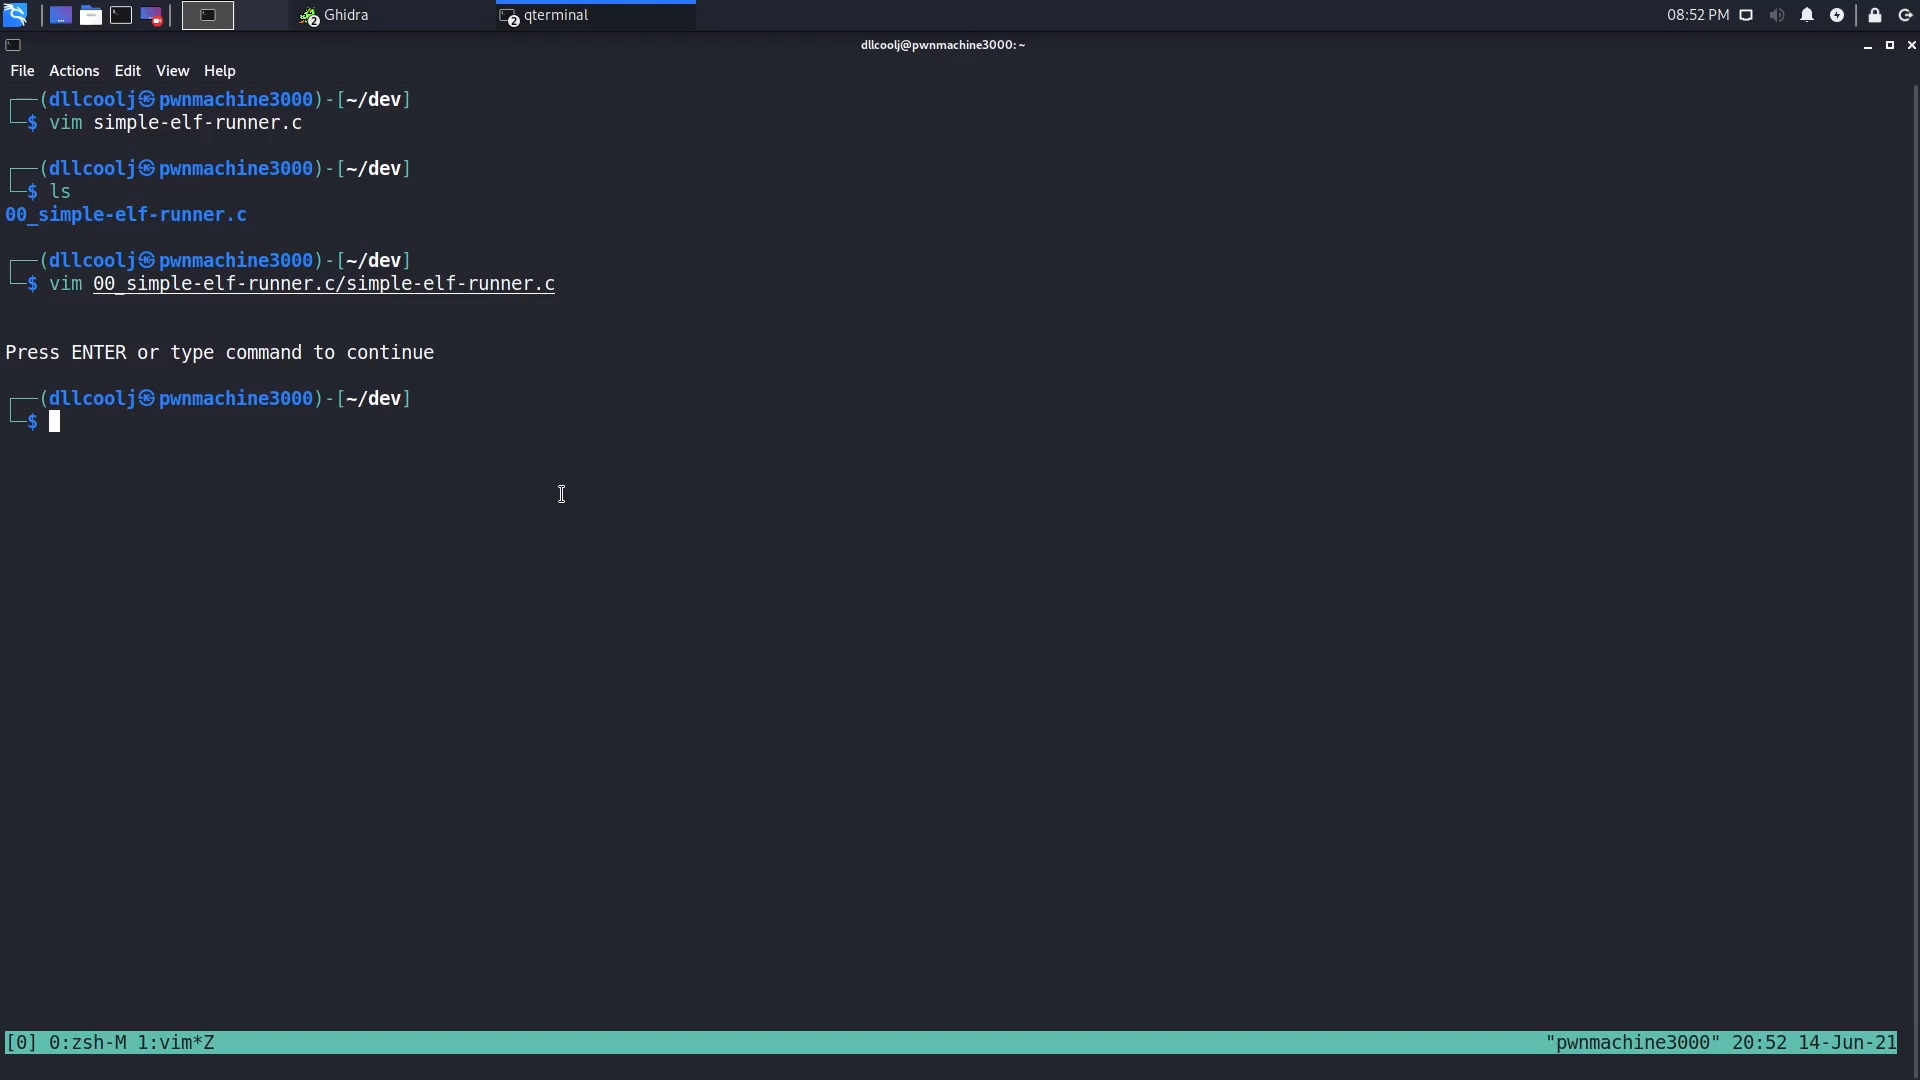 2 Ghidra 2 qterminal 08:52 PM
dllcoolj@pwnmachine3000: ~
File Actions Edit View Help
┌──(dllcoolj㉿pwnmachine3000)-[~/dev]
└─$ vim simple-elf-runner.c
┌──(dllcoolj㉿pwnmachine3000)-[~/dev]
└─$ ls
00_simple-elf-runner.c
┌──(dllcoolj㉿pwnmachine3000)-[~/dev]
└─$ vim 00_simple-elf-runner.c/simple-elf-runner.c
Press ENTER or type command to continue
┌──(dllcoolj㉿pwnmachine3000)-[~/dev]
└─$
[0] 0:zsh-M 1:vim*Z "pwnmachine3000" 20:52 14-Jun-21